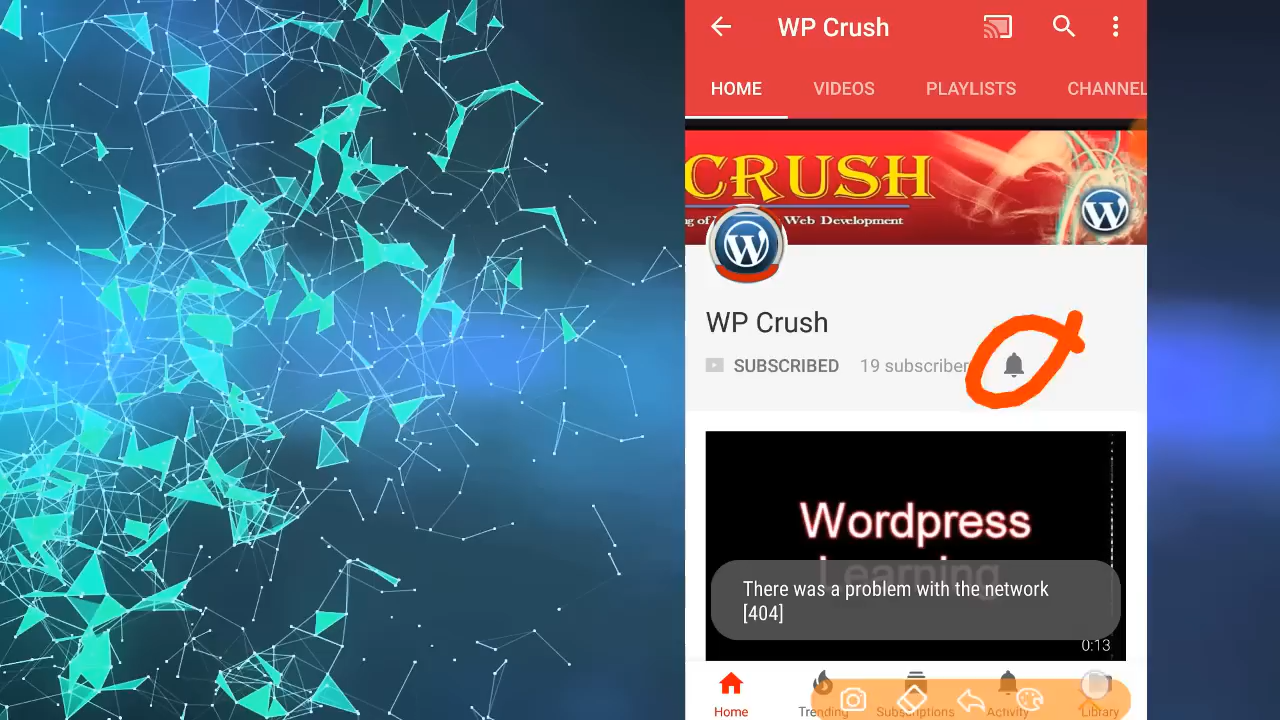 WP Crush
HOME VIDEOS PLAYLISTS CHANNEL
CRUSH
Web Development
WP Crush
SUBSCRIBED 19 subscriber
Wordpress
Learning
There was a problem with the network
[404]
0:13
Home Trending Subscriptions Activity Library